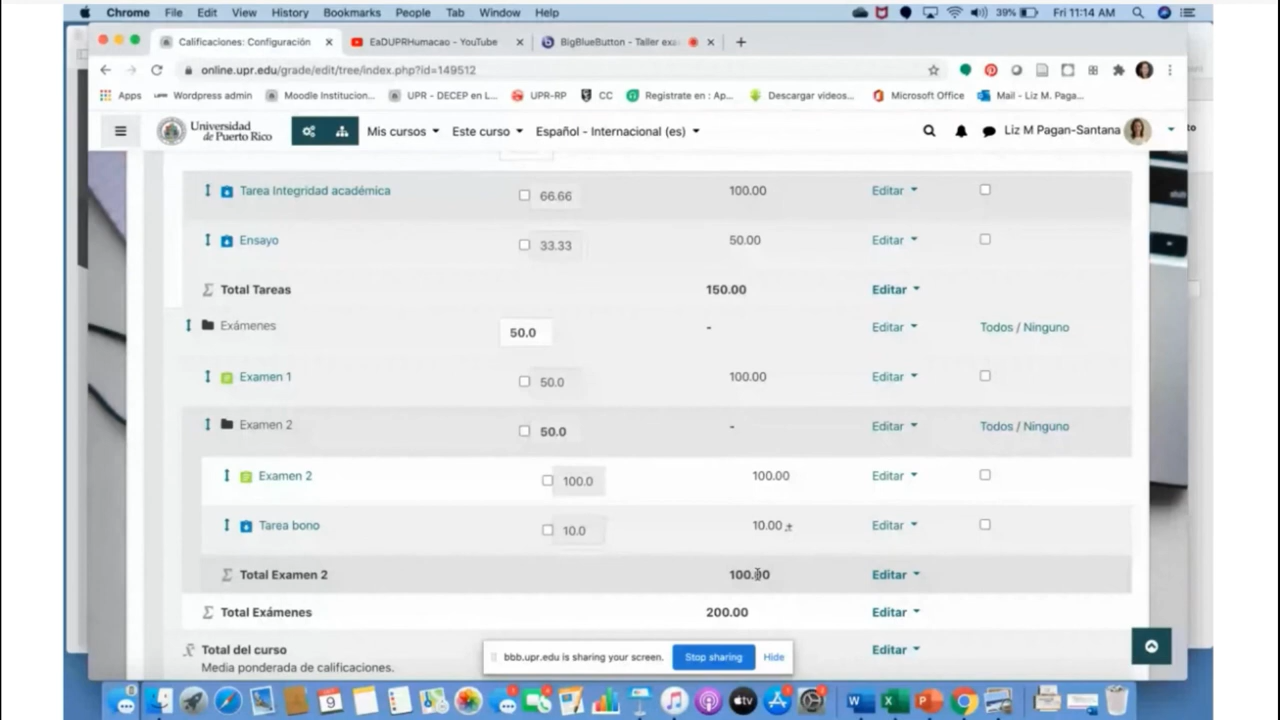 Chrome File Edit View History Bookmarks People Tab Window Help 39% Fri 11:14 AM
Calificaciones: Configuración EaDUPRHumacao - YouTube BigBlueButton - Taller exa
online.upr.edu/grade/edit/tree/index.php?id=149512
Apps Wordpress admin Moodle Institucion... UPR - DECEP en L... UPR-RP CC Registrate en : Ap... Descargar videos... Microsoft Office Mail - Liz M. Paga...
Universidad de Puerto Rico Mis cursos Este curso Español - Internacional (es) Liz M Pagan-Santana to
Tarea Integridad académica 66.66 100.00 Editar
Ensayo 33.33 50.00 Editar
Σ Total Tareas 150.00 Editar
Exámenes 50.0 - Editar Todos / Ninguno
Examen 1 50.0 100.00 Editar
Examen 2 50.0 - Editar Todos / Ninguno
Examen 2 100.0 100.00 Editar
Tarea bono 10.0 10.00 ± Editar
Σ Total Examen 2 100.00 Editar
Σ Total Exámenes 200.00 Editar
Total del curso Editar
Media ponderada de calificaciones.
bbb.upr.edu is sharing your screen. Stop sharing Hide